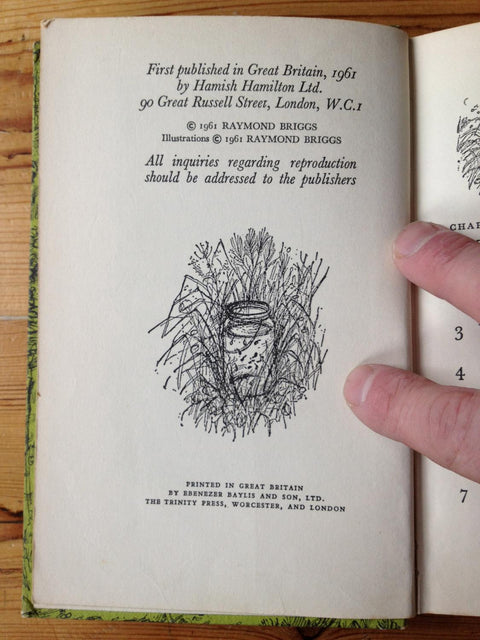 First published in Great Britain, 1961
by Hamish Hamilton Ltd.
90 Great Russell Street, London, W.C.1
© 1961 RAYMOND BRIGGS
Illustrations © 1961 RAYMOND BRIGGS
All inquiries regarding reproduction
should be addressed to the publishers
PRINTED IN GREAT BRITAIN
BY EBENEZER BAYLIS AND SON, LTD.
THE TRINITY PRESS, WORCESTER, AND LONDON
3
4
7